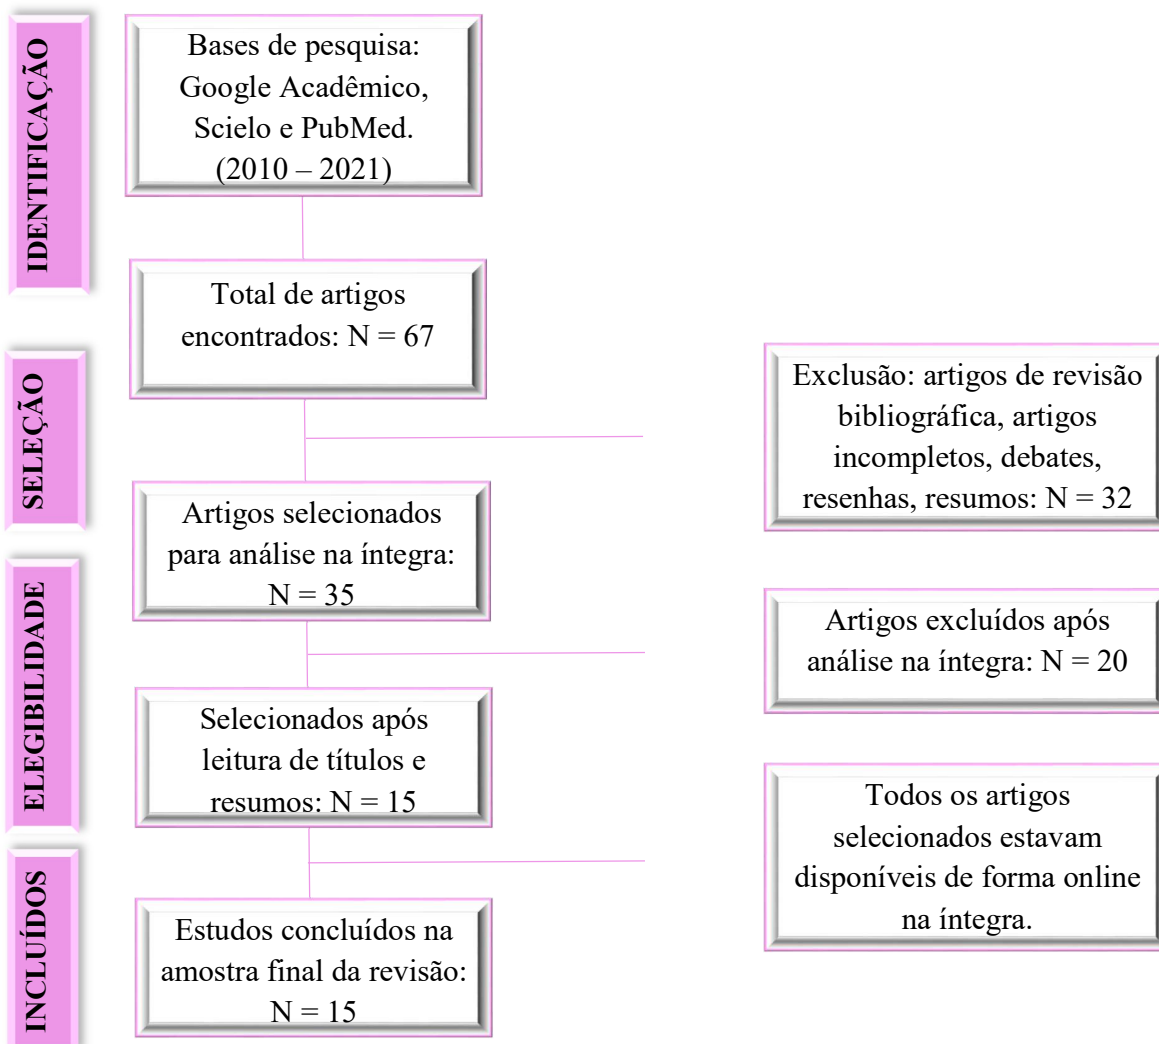 IDENTIFICAÇÃO
Bases de pesquisa:
Google Acadêmico,
Scielo e PubMed.
(2010 – 2021)
Total de artigos
encontrados: N = 67
SELEÇÃO
Exclusão: artigos de revisão
bibliográfica, artigos
incompletos, debates,
resenhas, resumos: N = 32
Artigos selecionados
para análise na íntegra:
N = 35
ELEGIBILIDADE
Artigos excluídos após
análise na íntegra: N = 20
Selecionados após
leitura de títulos e
resumos: N = 15
Todos os artigos
selecionados estavam
disponíveis de forma online
na íntegra.
INCLUÍDOS
Estudos concluídos na
amostra final da revisão:
N = 15